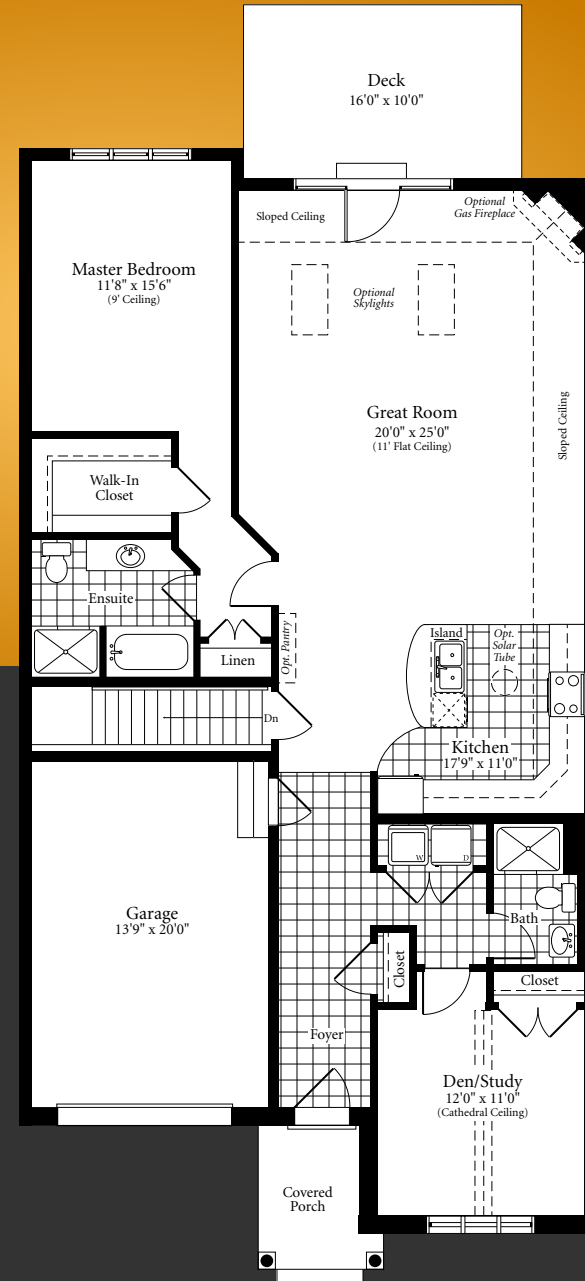 Deck
16'0" x 10'0"
Sloped Ceiling
Optional
Gas Fireplace
Master Bedroom
11'8" x 15'6"
(9' Ceiling)
Optional
Skylights
Great Room
20'0" x 25'0"
(11' Flat Ceiling)
Sloped Ceiling
Walk-In
Closet
Ensuite
Linen
Opt. Pantry
Island
Opt.
Solar
Tube
Dn
Kitchen
17'9" x 11'0"
W
D
Garage
13'9" x 20'0"
Bath
Closet
Closet
Foyer
Den/Study
12'0" x 11'0"
(Cathedral Ceiling)
Covered
Porch